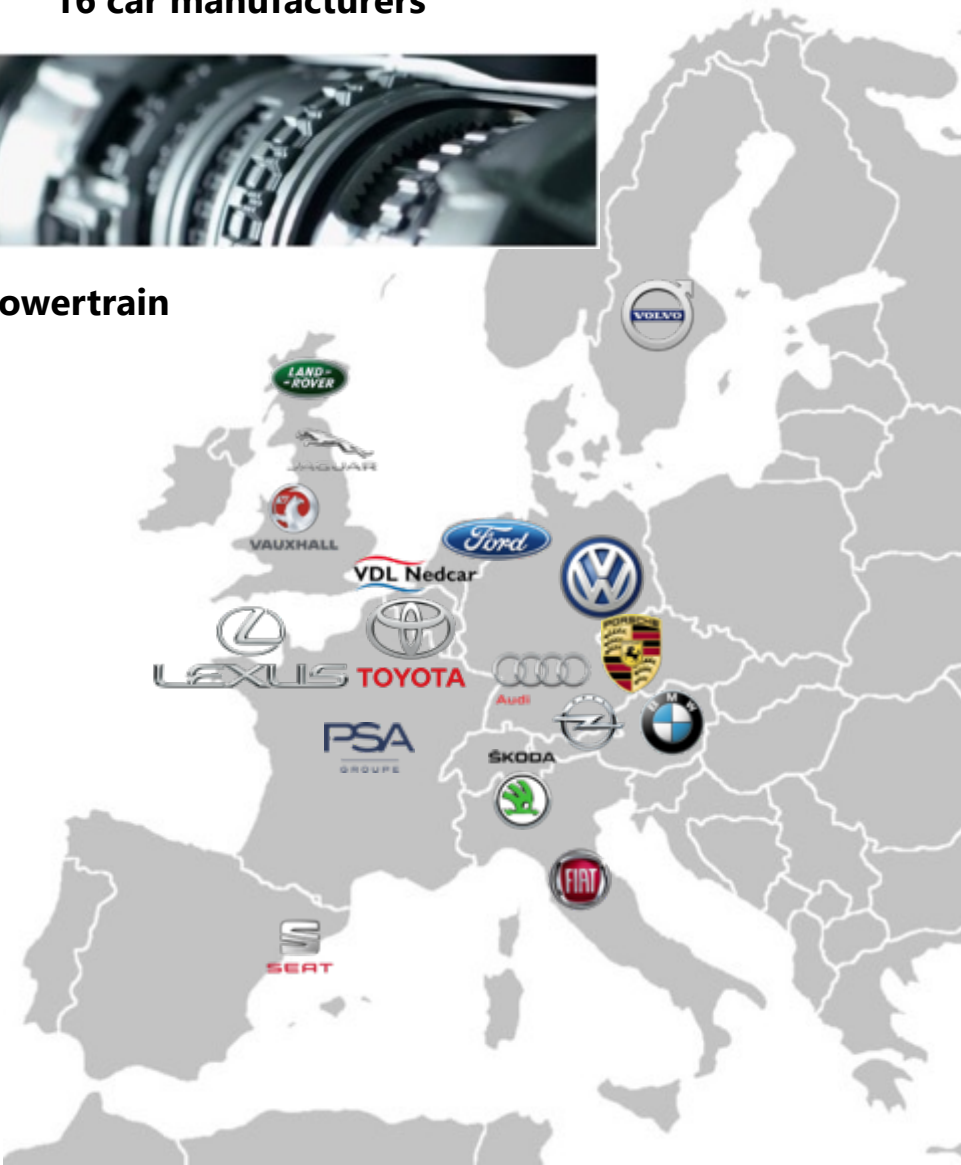 16 car manufacturers
owertrain
VOLVO
LAND-
-ROVER
JAGUAR
VAUXHALL
Ford
VDL Nedcar
PORSCHE
LEXUS
TOYOTA
Audi
BMW
PSA
GROUPE
ŠKODA
FIAT
SEAT